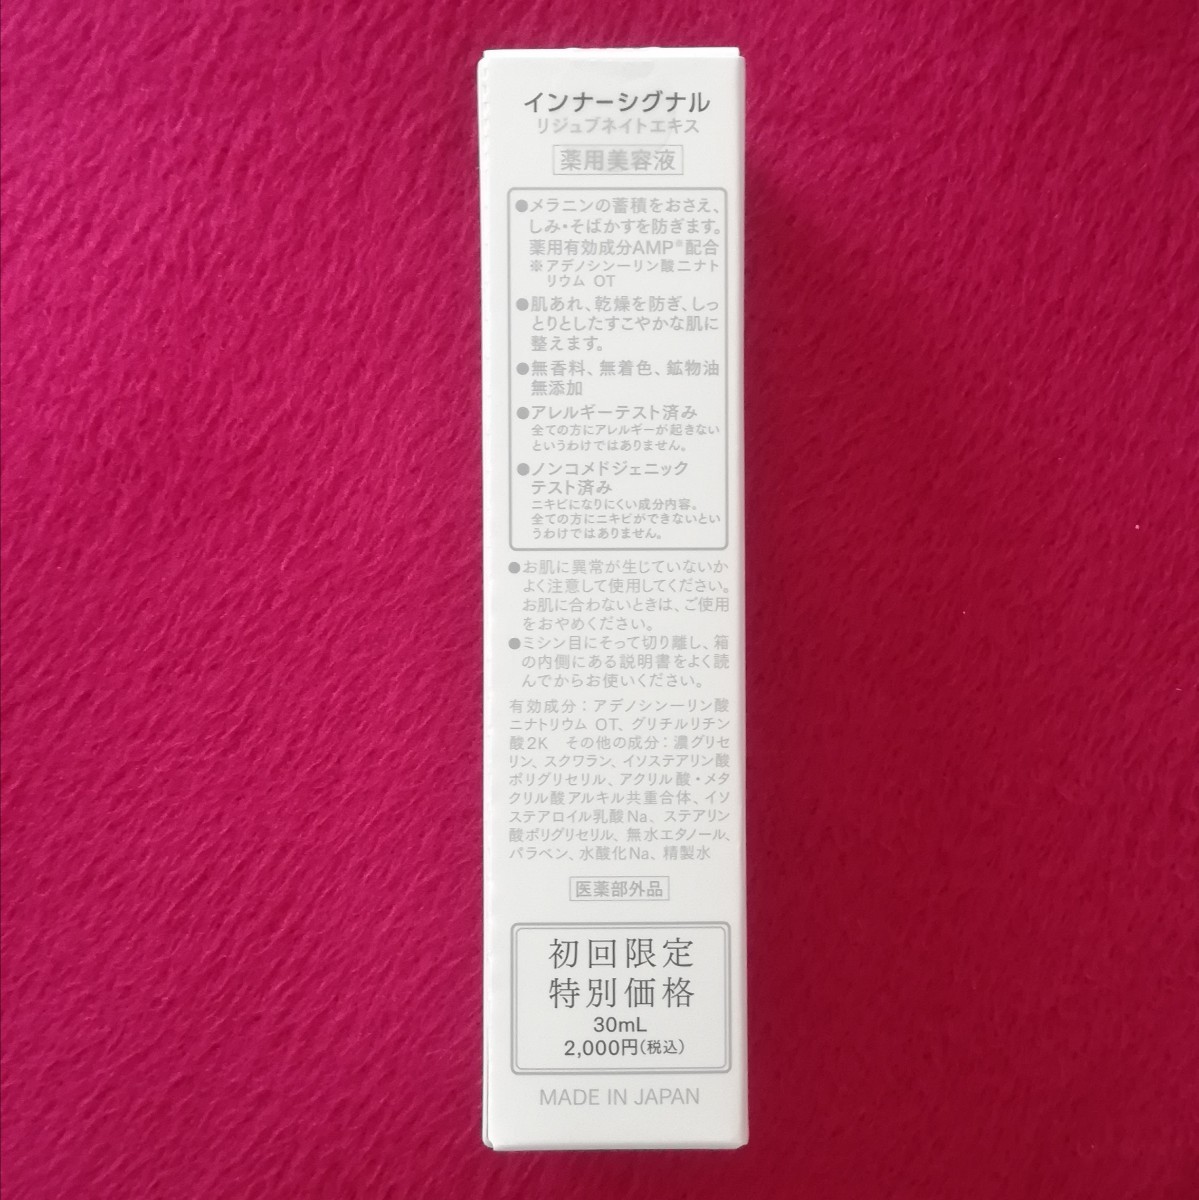 インナーシグナル
リジュブネイトエキス
薬用美容液
●メラニンの蓄積をおさえ、
しみ・そばかすを防ぎます。
薬用有効成分AMP※配合
※アデノシン一リン酸二ナト
リウム OT
●肌あれ、乾燥を防ぎ、しっ
とりとしたすこやかな肌に
整えます。
●無香料、無着色、鉱物油
無添加
●アレルギーテスト済み
全ての方にアレルギーが起きない
というわけではありません。
●ノンコメドジェニック
テスト済み
ニキビになりにくい成分内容。
全ての方にニキビができないとい
うわけではありません。
●お肌に異常が生じていないか
よく注意して使用してください。
お肌に合わないときは、ご使用
をおやめください。
●ミシン目にそって切り離し、箱
の内側にある説明書をよく読
んでからお使いください。
有効成分：アデノシン一リン酸
二ナトリウム OT、グリチルリチン
酸2K　その他の成分：濃グリセ
リン、スクワラン、イソステアリン酸
ポリグリセリル、アクリル酸・メタ
クリル酸アルキル共重合体、イソ
ステアロイル乳酸Na、ステアリン
酸ポリグリセリル、無水エタノール、
パラベン、水酸化Na、精製水
医薬部外品
初回限定
特別価格
30mL
2,000円(税込)
MADE IN JAPAN